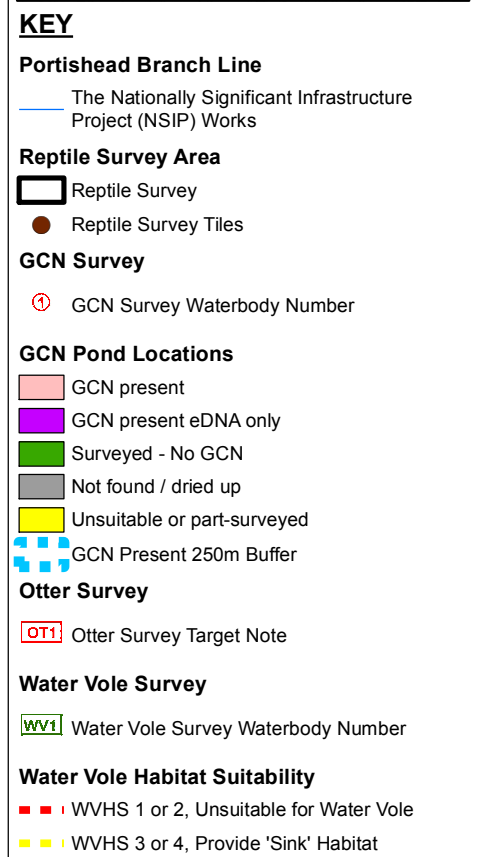 KEY
Portishead Branch Line
The Nationally Significant Infrastructure
Project (NSIP) Works
Reptile Survey Area
Reptile Survey
Reptile Survey Tiles
GCN Survey
1 GCN Survey Waterbody Number
GCN Pond Locations
GCN present
GCN present eDNA only
Surveyed - No GCN
Not found / dried up
Unsuitable or part-surveyed
GCN Present 250m Buffer
Otter Survey
OT1 Otter Survey Target Note
Water Vole Survey
WV1 Water Vole Survey Waterbody Number
Water Vole Habitat Suitability
WVHS 1 or 2, Unsuitable for Water Vole
WVHS 3 or 4, Provide 'Sink' Habitat